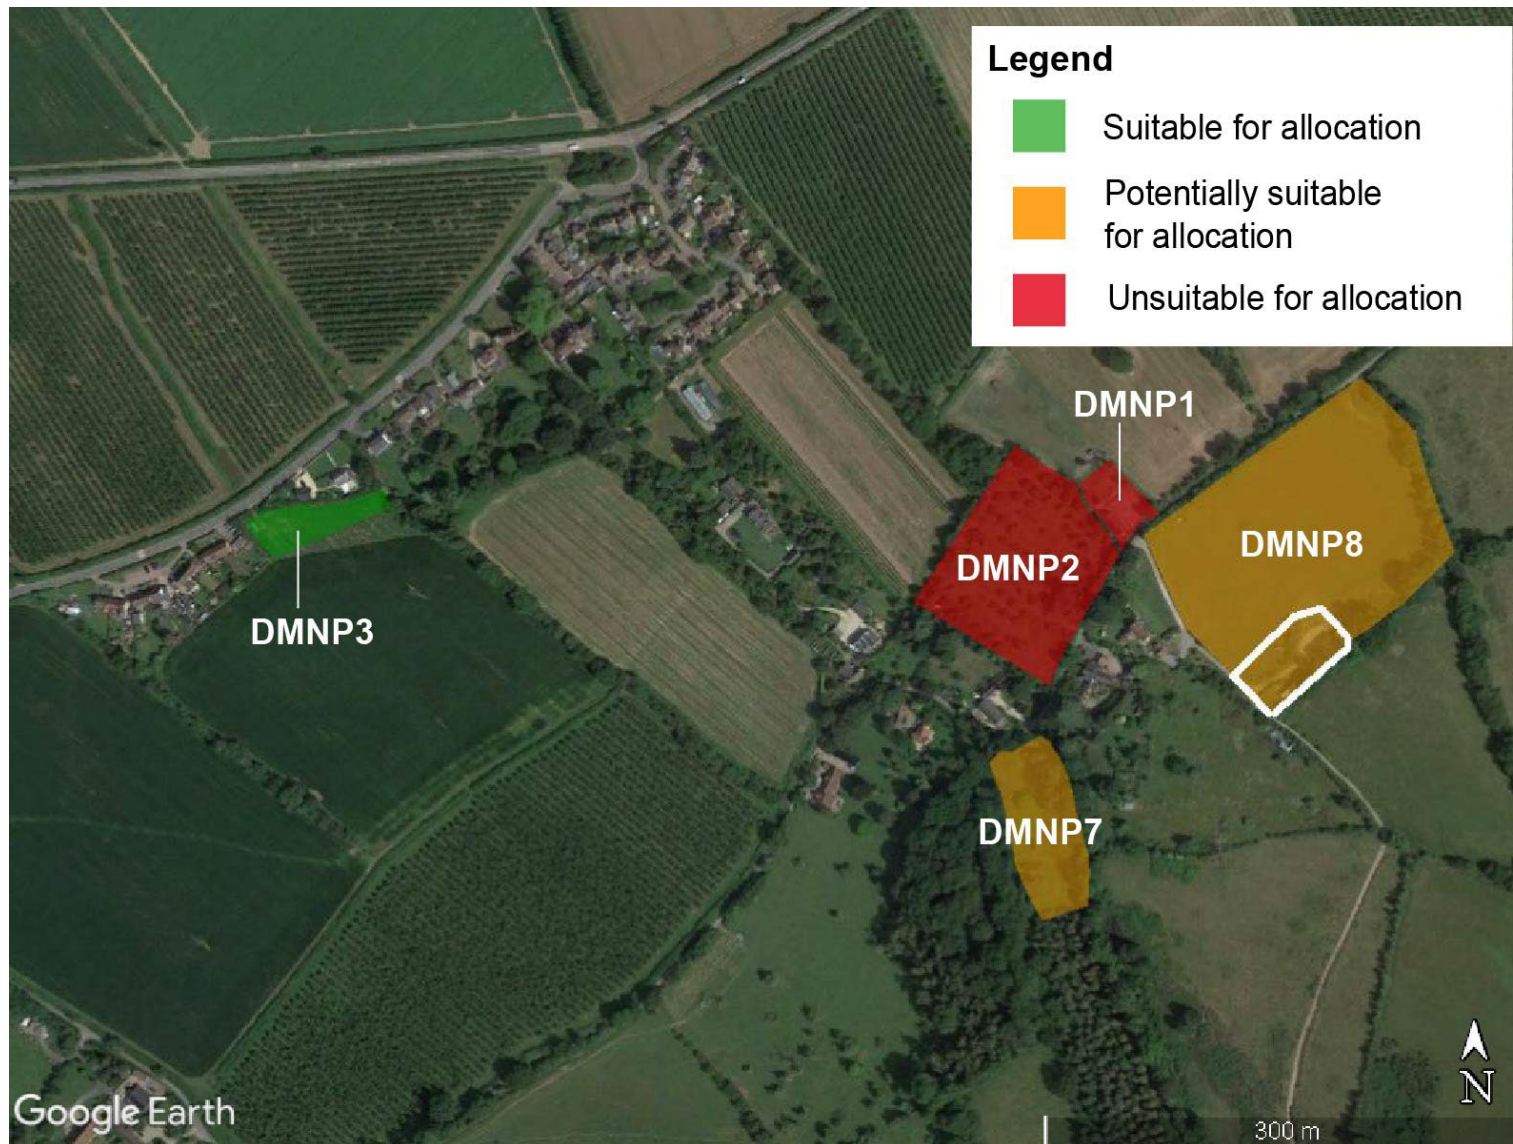 Legend
Suitable for allocation
Potentially suitable
for allocation
Unsuitable for allocation
DMNP1
DMNP8
DMNP2
DMNP3
DMNP7
N
Google Earth
300 m